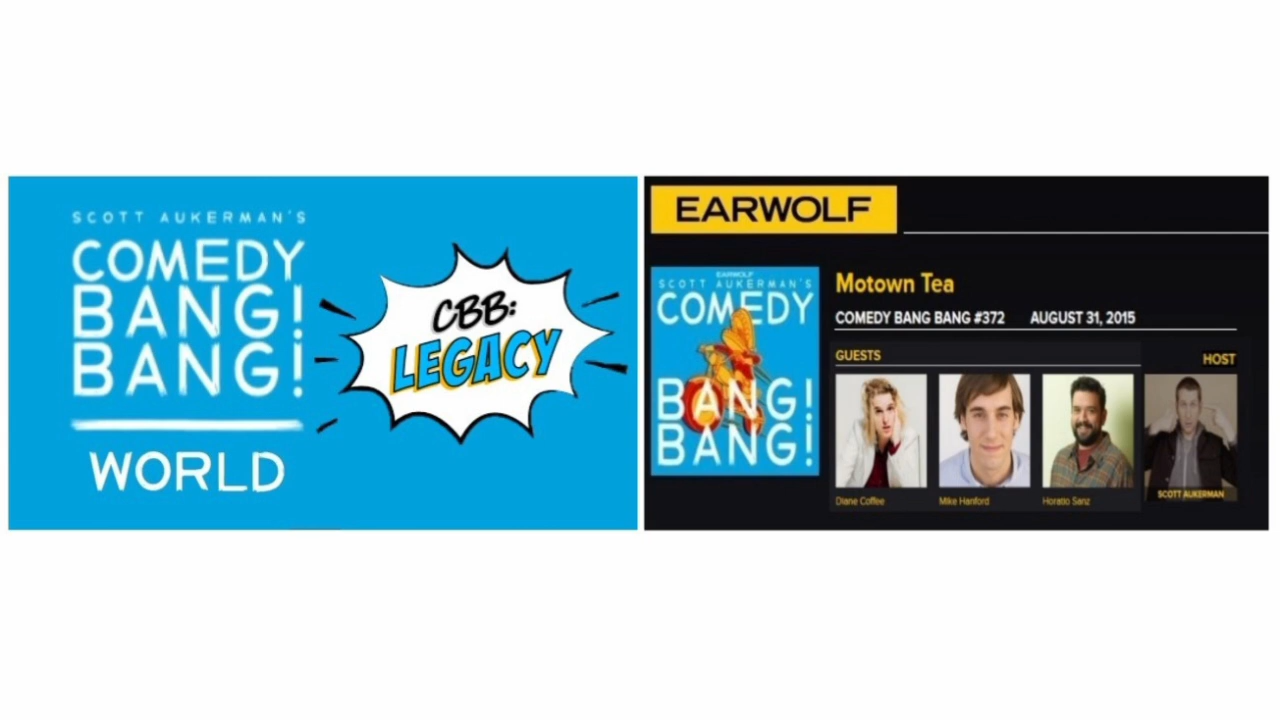 SCOTT AUKERMAN'S
COMEDY
BANG!
BANG!
WORLD
CBB:
LEGACY
EARWOLF
EARWOLF
SCOTT AUKERMAN'S
COMEDY
BANG!
BANG!
Motown Tea
COMEDY BANG BANG #372 AUGUST 31, 2015
GUESTS
HOST
Diane Coffee
Mike Hanford
Horatio Sanz
SCOTT AUKERMAN